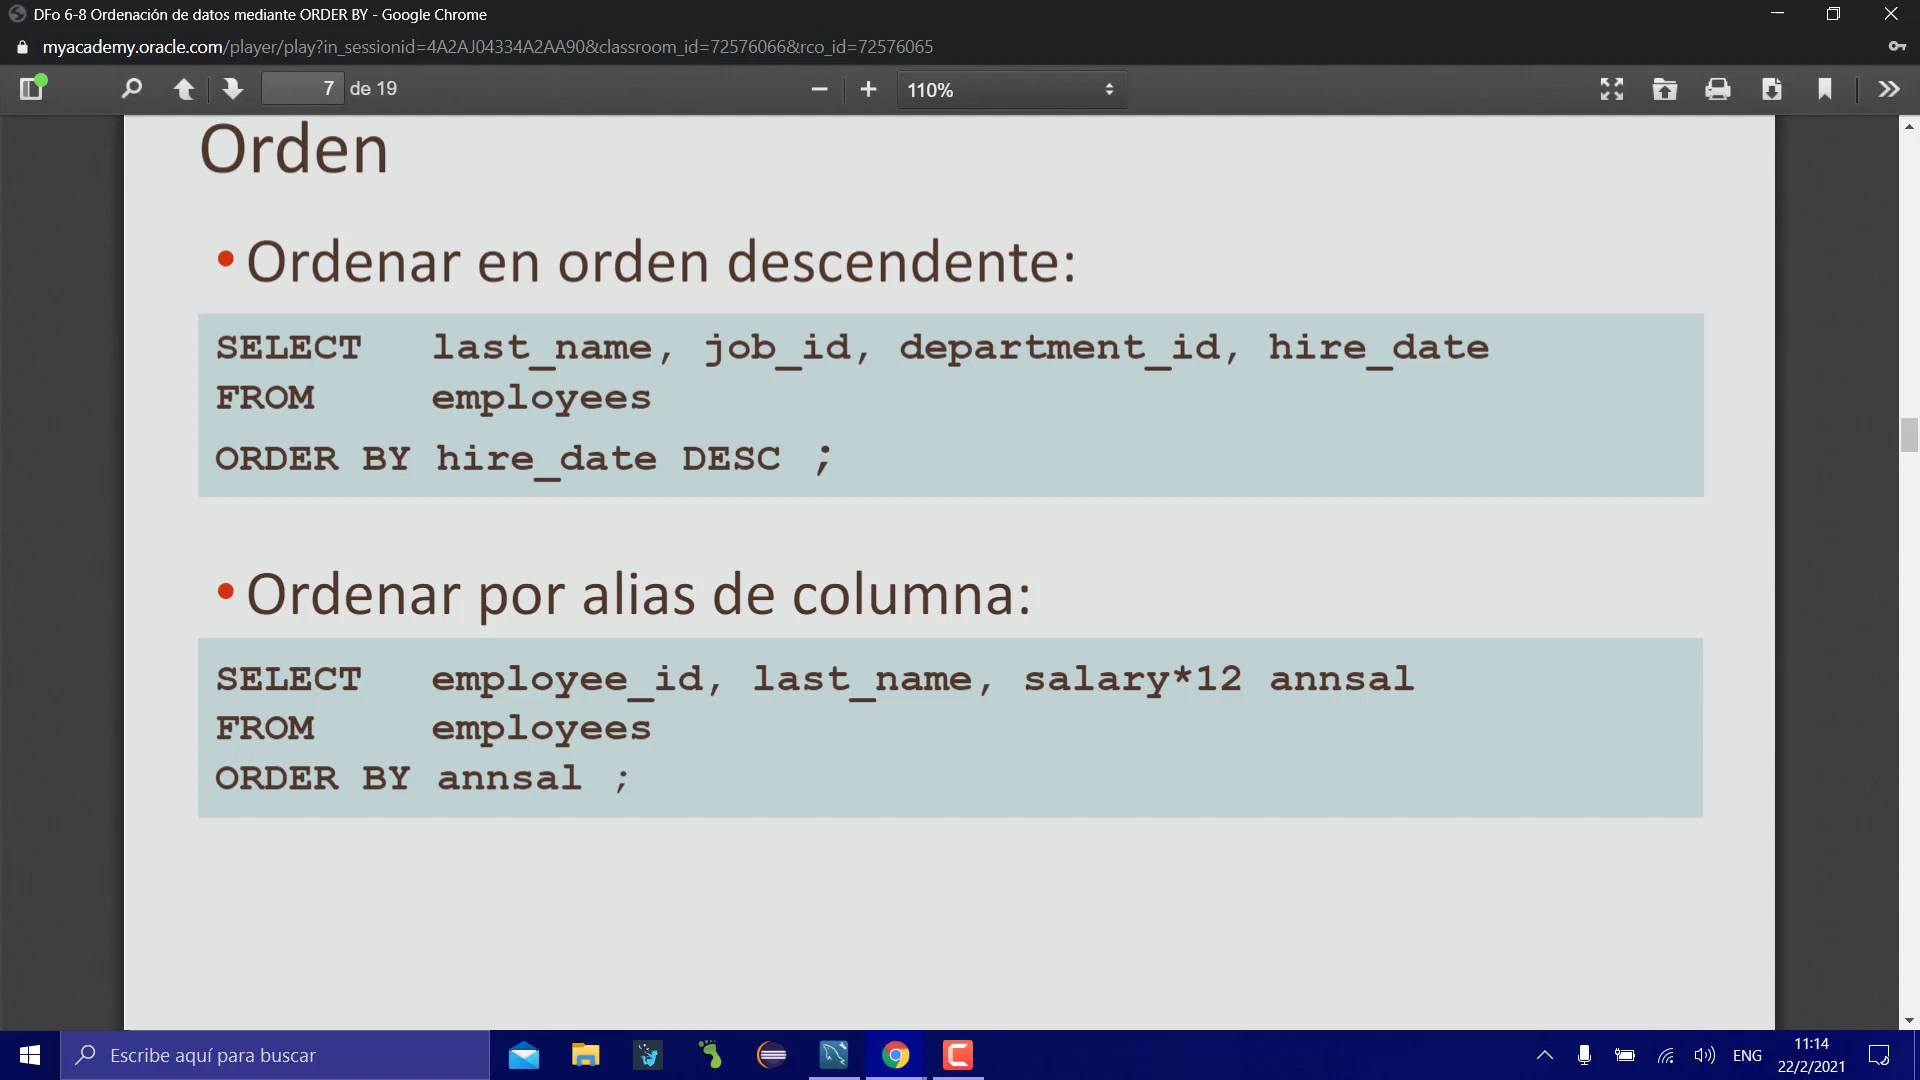 DFo 6-8 Ordenación de datos mediante ORDER BY - Google Chrome
myacademy.oracle.com/player/play?in_sessionid=4A2AJ04334A2AA90&classroom_id=72576066&rco_id=72576065
7 de 19
110%
Orden
• Ordenar en orden descendente:
SELECT last_name, job_id, department_id, hire_date
FROM employees
ORDER BY hire_date DESC ;
• Ordenar por alias de columna:
SELECT employee_id, last_name, salary*12 annsal
FROM employees
ORDER BY annsal ;
Escribe aquí para buscar
ENG
11:14
22/2/2021